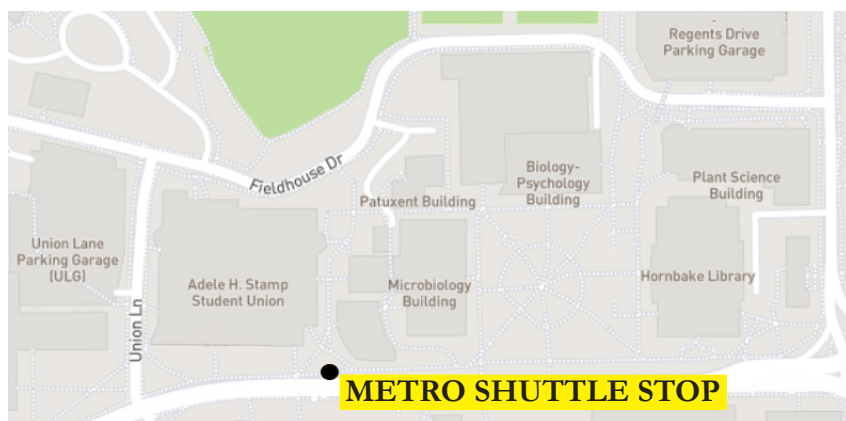 Regents Drive
Parking Garage
Fieldhouse Dr
Biology-
Psychology
Building
Plant Science
Building
Patuxent Building
Union Lane
Parking Garage
(ULG)
Adele H. Stamp
Student Union
Microbiology
Building
Hornbake Library
Union Ln
METRO SHUTTLE STOP